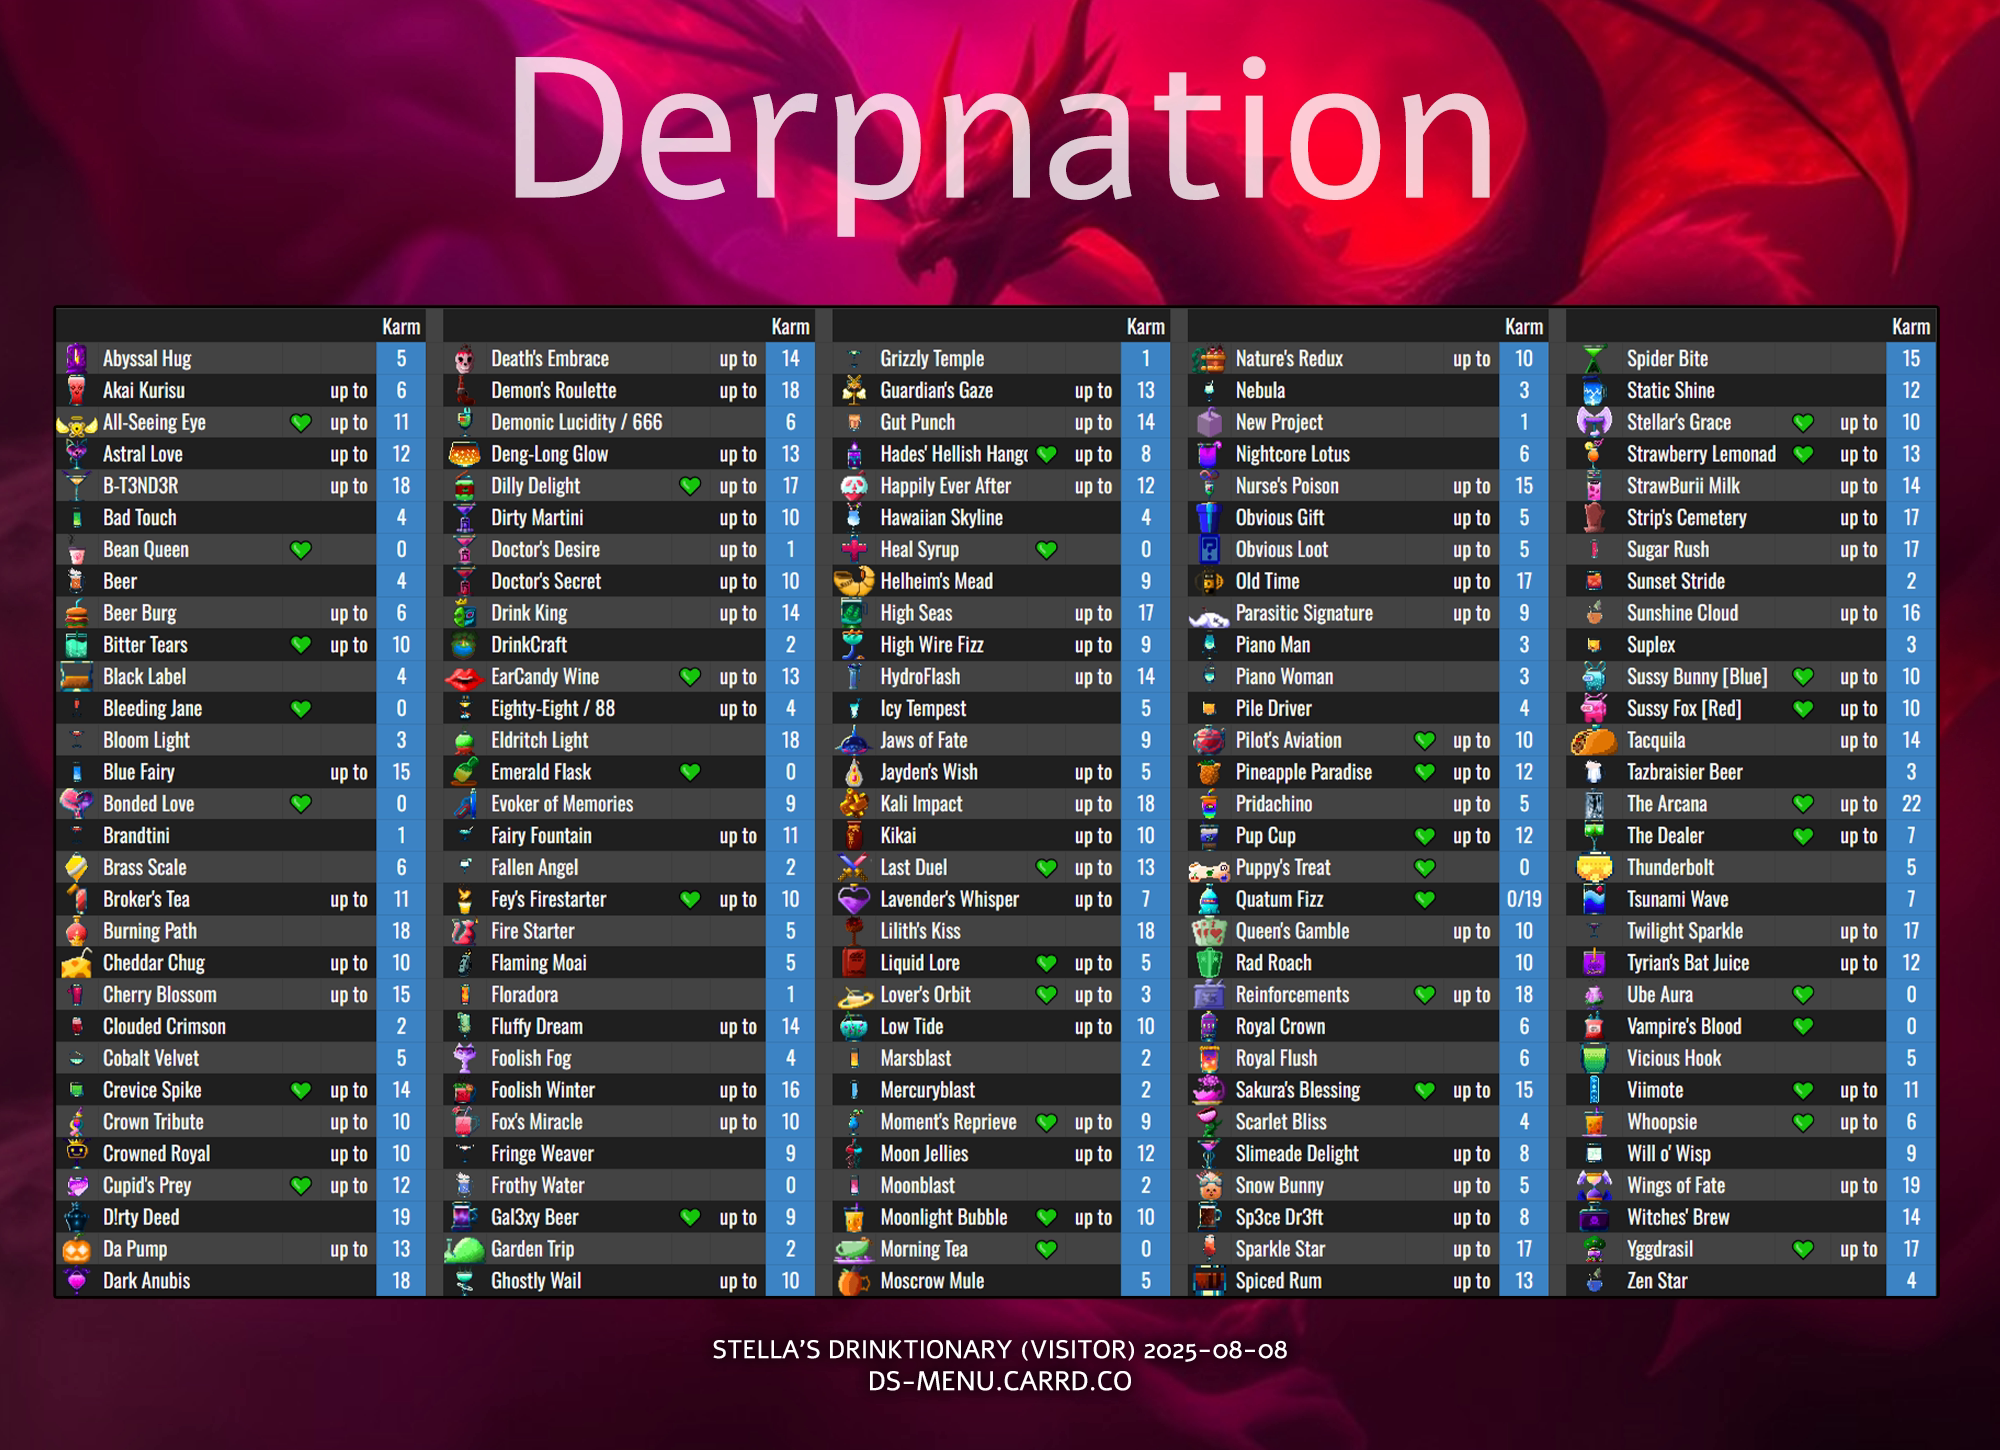 Derpnation
Karm
Abyssal Hug 5
Akai Kurisu up to 6
All-Seeing Eye up to 11
Astral Love up to 12
B-T3ND3R up to 18
Bad Touch 4
Bean Queen 0
Beer 4
Beer Burg up to 6
Bitter Tears up to 10
Black Label 4
Bleeding Jane 0
Bloom Light 3
Blue Fairy up to 15
Bonded Love 0
Brandtini 1
Brass Scale 6
Broker's Tea up to 11
Burning Path 18
Cheddar Chug up to 10
Cherry Blossom up to 15
Clouded Crimson 2
Cobalt Velvet 5
Crevice Spike up to 14
Crown Tribute up to 10
Crowned Royal up to 10
Cupid's Prey up to 12
D!rty Deed 19
Da Pump up to 13
Dark Anubis 18
Karm
Death's Embrace up to 14
Demon's Roulette up to 18
Demonic Lucidity / 666 6
Deng-Long Glow up to 13
Dilly Delight up to 17
Dirty Martini up to 10
Doctor's Desire up to 1
Doctor's Secret up to 10
Drink King up to 14
DrinkCraft 2
EarCandy Wine up to 13
Eighty-Eight / 88 up to 4
Eldritch Light 18
Emerald Flask 0
Evoker of Memories 9
Fairy Fountain up to 11
Fallen Angel 2
Fey's Firestarter up to 10
Fire Starter 5
Flaming Moai 5
Floradora 1
Fluffy Dream up to 14
Foolish Fog 4
Foolish Winter up to 16
Fox's Miracle up to 10
Fringe Weaver 9
Frothy Water 0
Gal3xy Beer up to 9
Garden Trip 2
Ghostly Wail up to 10
Karm
Grizzly Temple 1
Guardian's Gaze up to 13
Gut Punch up to 14
Hades' Hellish Hango up to 8
Happily Ever After up to 12
Hawaiian Skyline 4
Heal Syrup 0
Helheim's Mead 9
High Seas up to 17
High Wire Fizz up to 9
HydroFlash up to 14
Icy Tempest 5
Jaws of Fate 9
Jayden's Wish up to 5
Kali Impact up to 18
Kikai up to 10
Last Duel up to 13
Lavender's Whisper up to 7
Lilith's Kiss 18
Liquid Lore up to 5
Lover's Orbit up to 3
Low Tide up to 10
Marsblast 2
Mercuryblast 2
Moment's Reprieve up to 9
Moon Jellies up to 12
Moonblast 2
Moonlight Bubble up to 10
Morning Tea 0
Moscrow Mule 5
Karm
Nature's Redux up to 10
Nebula 3
New Project 1
Nightcore Lotus 6
Nurse's Poison up to 15
Obvious Gift up to 5
Obvious Loot up to 5
Old Time up to 17
Parasitic Signature up to 9
Piano Man 3
Piano Woman 3
Pile Driver 4
Pilot's Aviation up to 10
Pineapple Paradise up to 12
Pridachino up to 5
Pup Cup up to 12
Puppy's Treat 0
Quatum Fizz 0/19
Queen's Gamble up to 10
Rad Roach 10
Reinforcements up to 18
Royal Crown 6
Royal Flush 6
Sakura's Blessing up to 15
Scarlet Bliss 4
Slimeade Delight up to 8
Snow Bunny up to 5
Sp3ce Dr3ft up to 8
Sparkle Star up to 17
Spiced Rum up to 13
Karm
Spider Bite 15
Static Shine 12
Stellar's Grace up to 10
Strawberry Lemonad up to 13
StrawBurii Milk up to 14
Strip's Cemetery up to 17
Sugar Rush up to 17
Sunset Stride 2
Sunshine Cloud up to 16
Suplex 3
Sussy Bunny [Blue] up to 10
Sussy Fox [Red] up to 10
Tacquila up to 14
Tazbraisier Beer 3
The Arcana up to 22
The Dealer up to 7
Thunderbolt 5
Tsunami Wave 7
Twilight Sparkle up to 17
Tyrian's Bat Juice up to 12
Ube Aura 0
Vampire's Blood 0
Vicious Hook 5
Viimote up to 11
Whoopsie up to 6
Will o' Wisp 9
Wings of Fate up to 19
Witches' Brew 14
Yggdrasil up to 17
Zen Star 4
STELLA'S DRINKTIONARY (VISITOR) 2025-08-08
DS-MENU.CARRD.CO